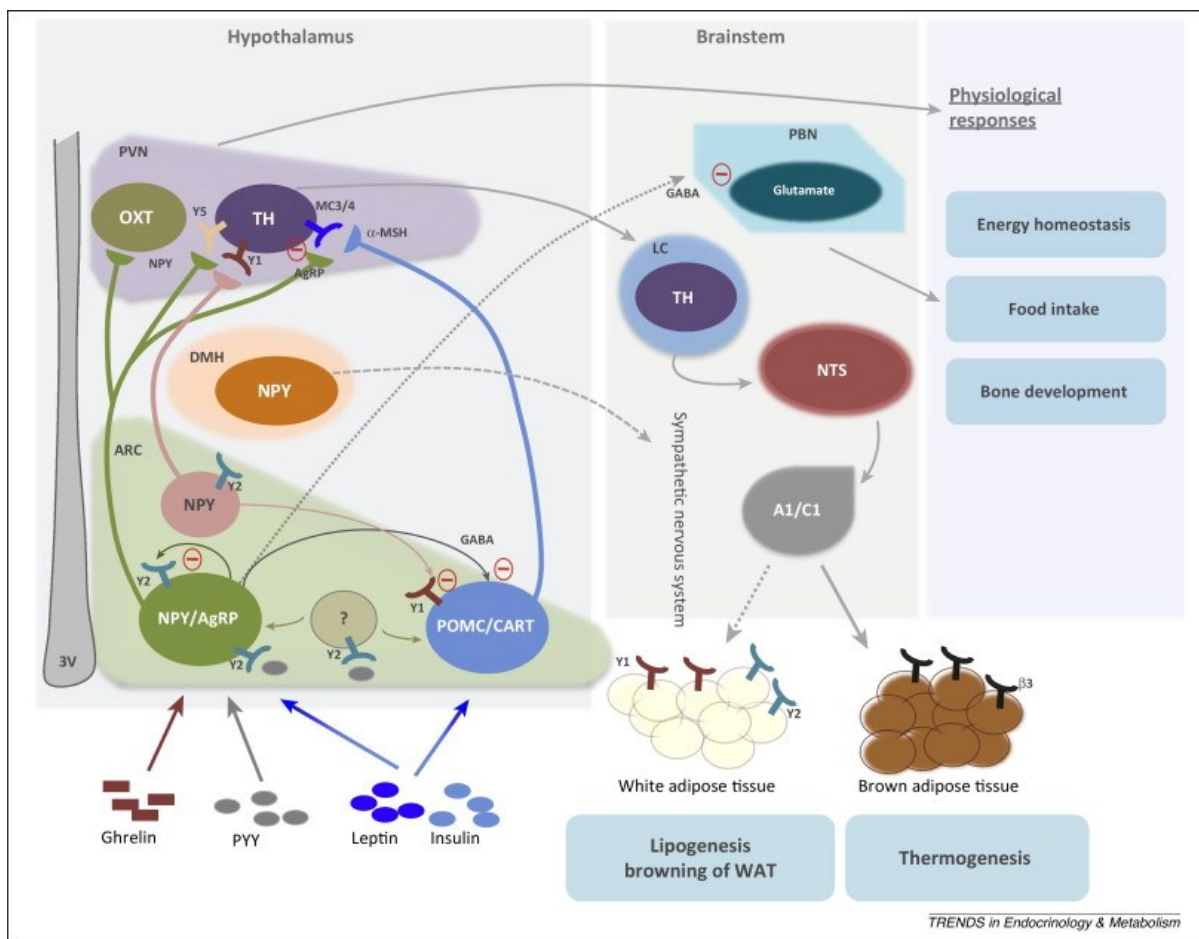 Hypothalamus
Brainstem
Physiological
responses
PVN
OXT
Y5
TH
MC3/4
α-MSH
NPY
Y1
−
AgRP
PBN
−
GABA
Glutamate
LC
TH
NTS
A1/C1
Energy homeostasis
Food intake
Bone development
DMH
NPY
Sympathetic nervous system
ARC
Y2
NPY
GABA
−
−
−
Y2
Y1
NPY/AgRP
?
POMC/CART
Y2
Y2
3V
Y1
Y2
β3
Ghrelin
PYY
Leptin
Insulin
White adipose tissue
Brown adipose tissue
Lipogenesis
browning of WAT
Thermogenesis
TRENDS in Endocrinology & Metabolism